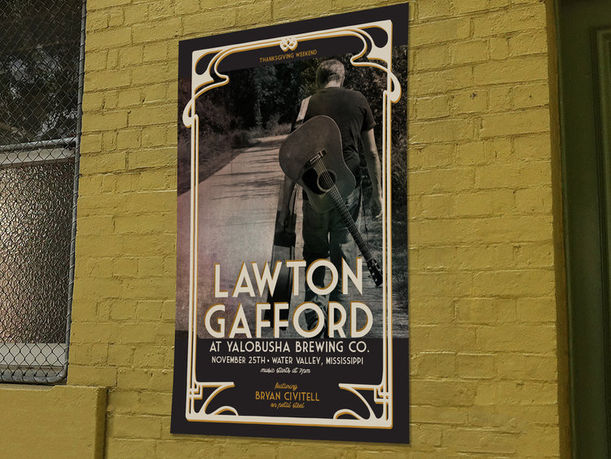 THANKSGIVING WEEKEND
LAWTON
GAFFORD
AT YALOBUSHA BREWING CO.
NOVEMBER 25TH • WATER VALLEY, MISSISSIPPI
music starts at 7pm
featuring
BRYAN CIVITELL
on petal steel